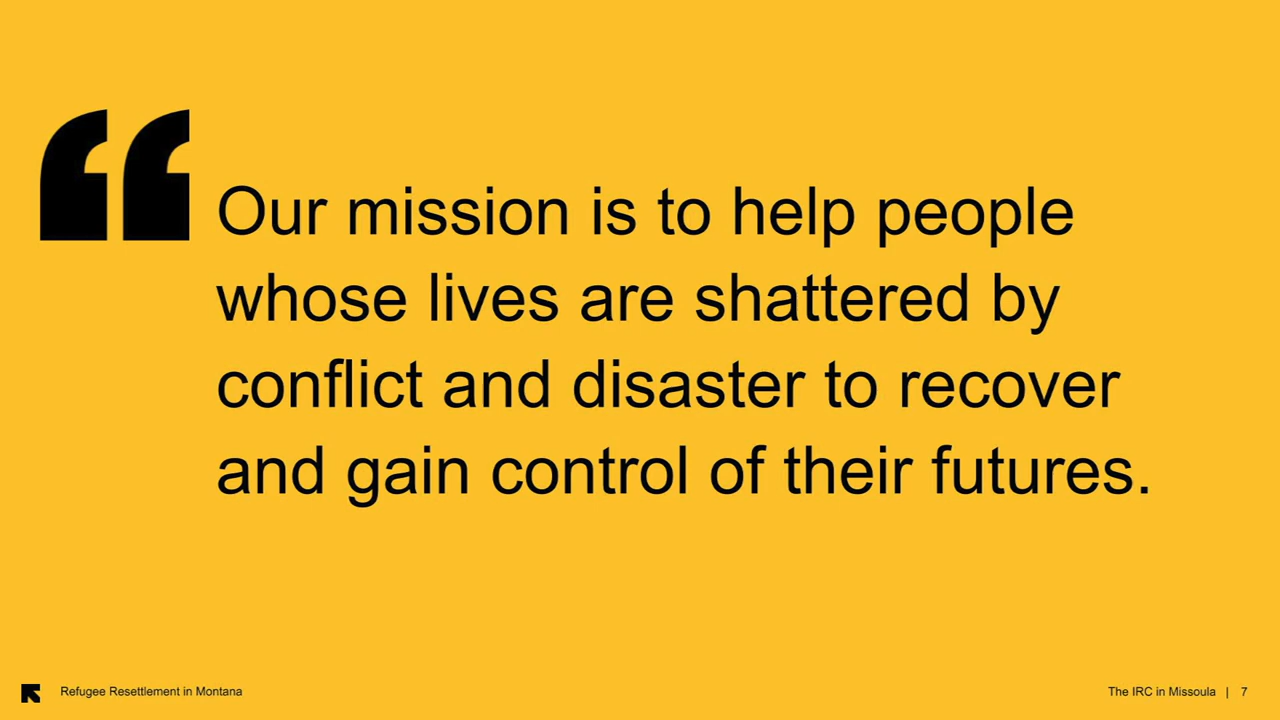 “
Our mission is to help people
whose lives are shattered by
conflict and disaster to recover
and gain control of their futures.
Refugee Resettlement in Montana
The IRC in Missoula | 7